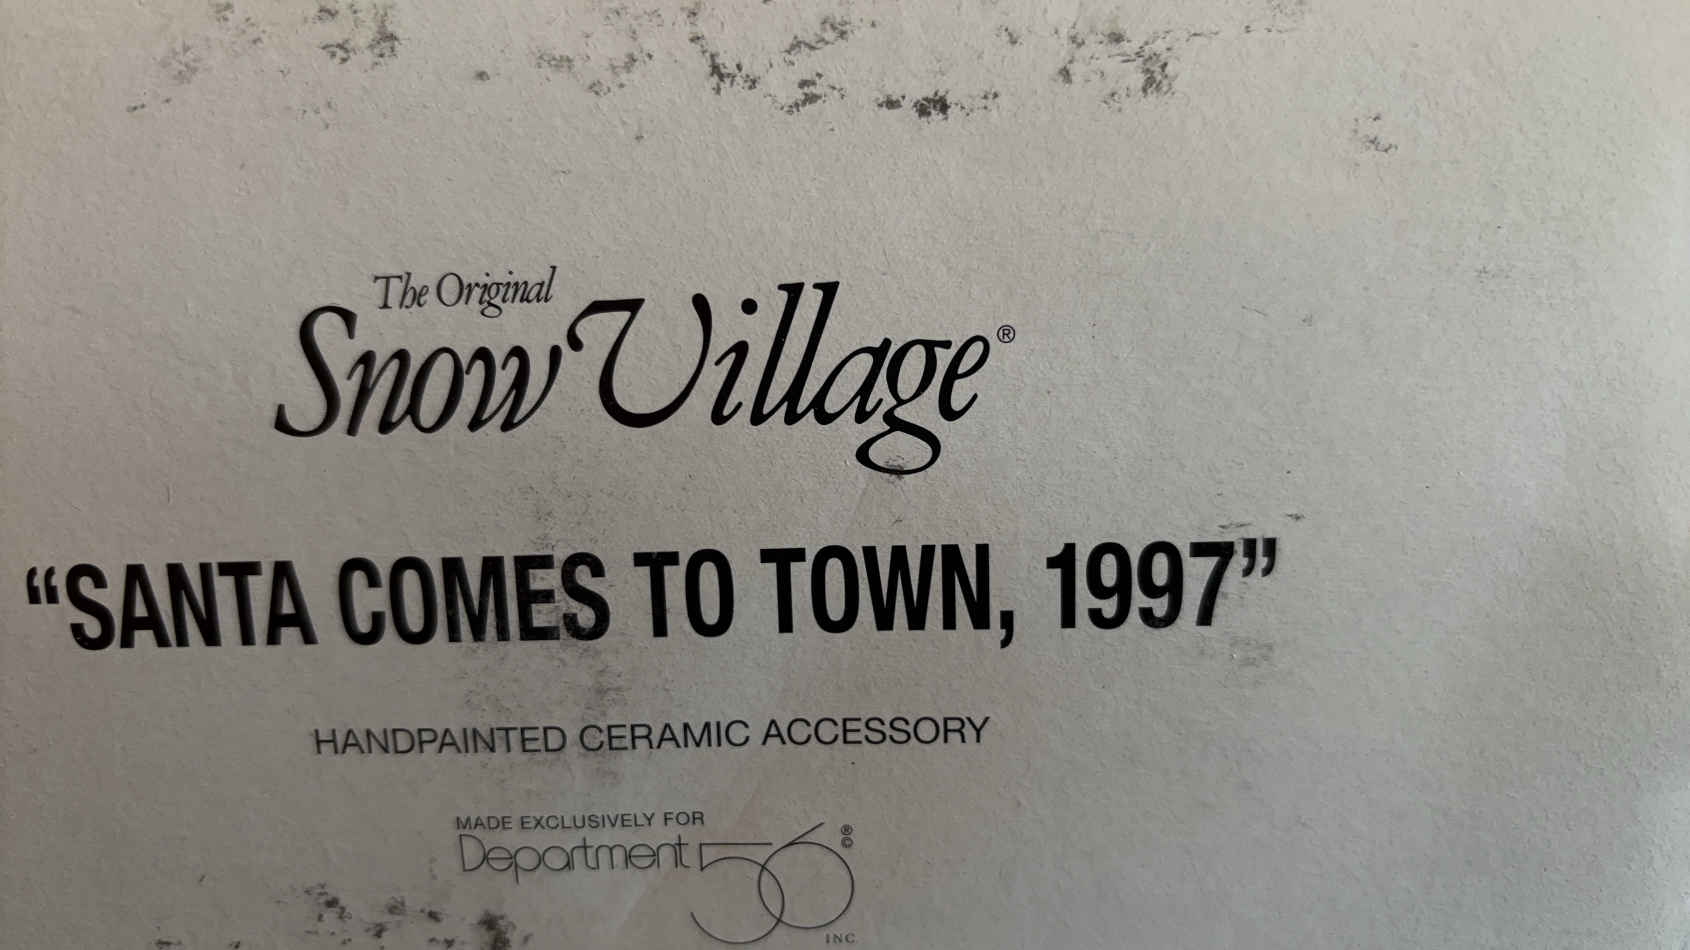 The Original
Snow Village®
“SANTA COMES TO TOWN, 1997”
HANDPAINTED CERAMIC ACCESSORY
MADE EXCLUSIVELY FOR
Department 56 ® ©
INC